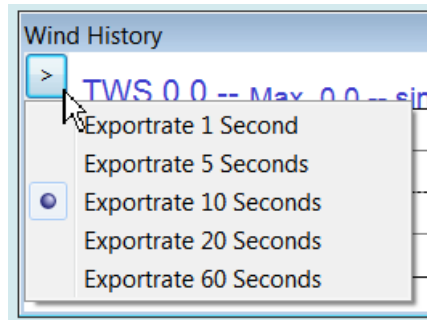 Wind History
>
TWS 0.0 -- Max 0.0 -- sin
Exportrate 1 Second
Exportrate 5 Seconds
Exportrate 10 Seconds
Exportrate 20 Seconds
Exportrate 60 Seconds